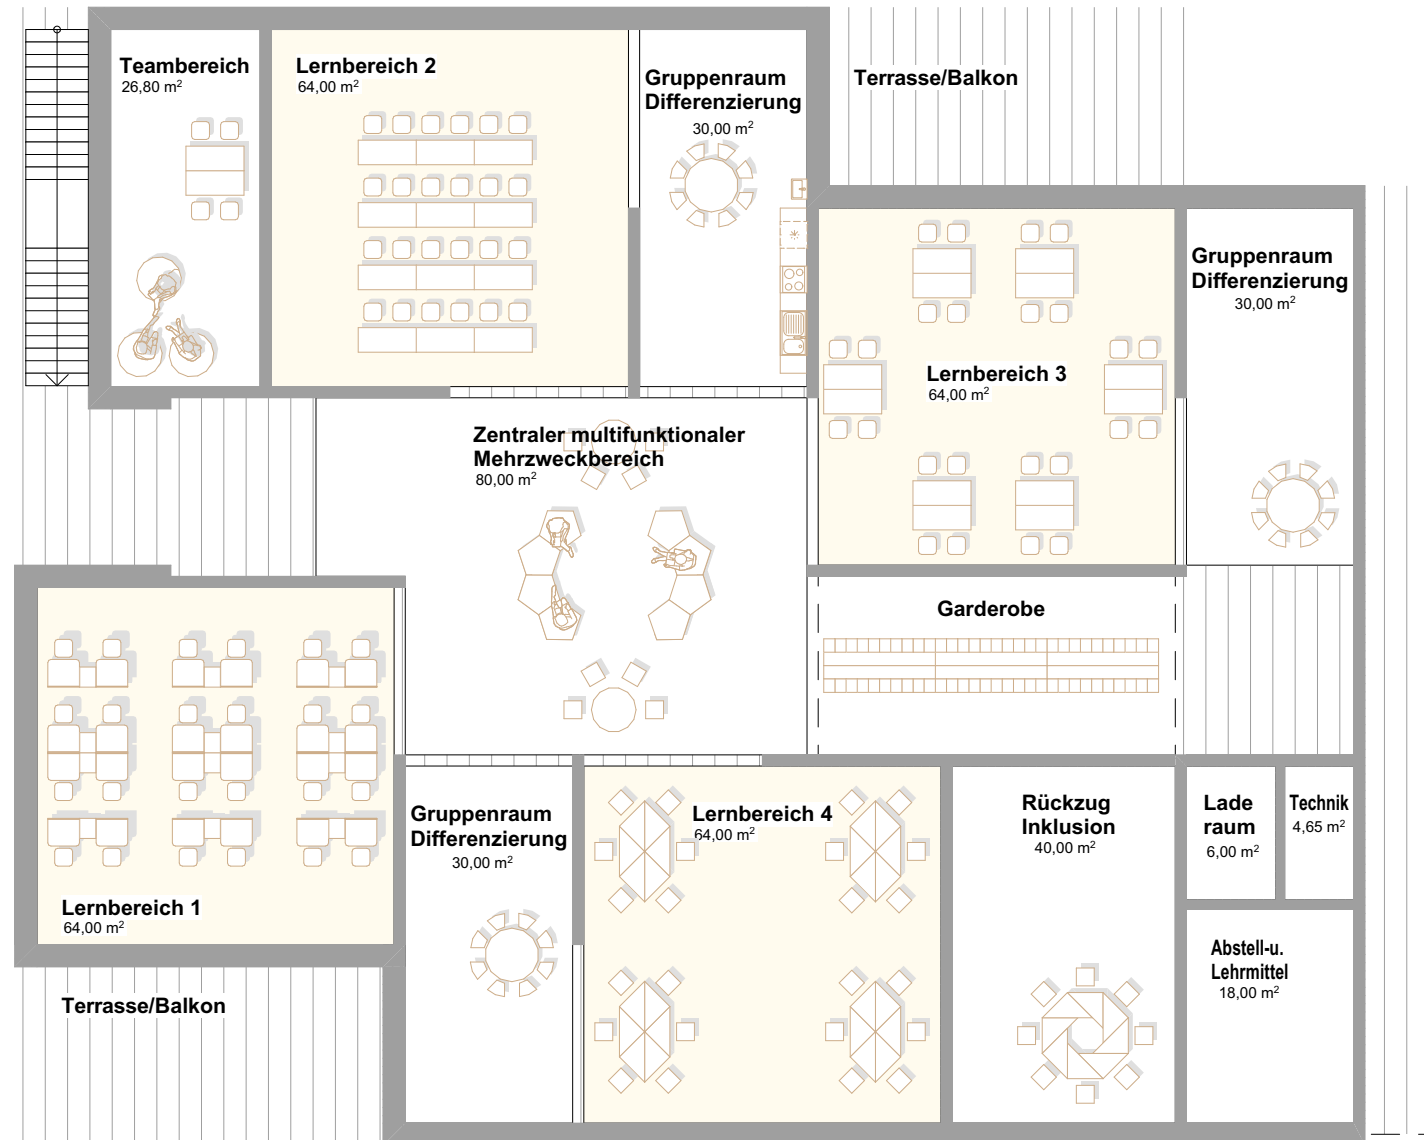 Teambereich
26,80 m²
Lernbereich 2
64,00 m²
Gruppenraum
Differenzierung
30,00 m²
Terrasse/Balkon
Gruppenraum
Differenzierung
30,00 m²
Lernbereich 3
64,00 m²
Zentraler multifunktionaler
Mehrzweckbereich
80,00 m²
Garderobe
Gruppenraum
Differenzierung
30,00 m²
Lernbereich 4
64,00 m²
Rückzug
Inklusion
40,00 m²
Lade
raum
6,00 m²
Technik
4,65 m²
Lernbereich 1
64,00 m²
Abstell-u.
Lehrmittel
18,00 m²
Terrasse/Balkon